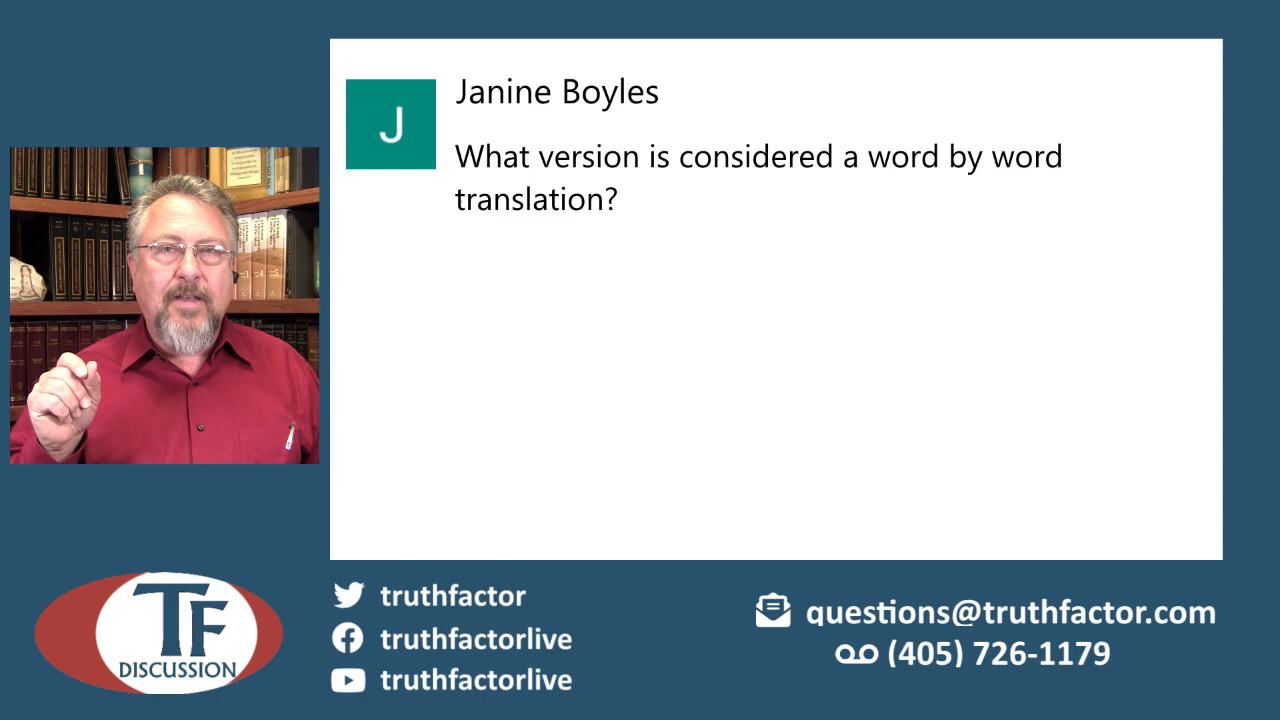 Janine Boyles
J
What version is considered a word by word
translation?
TF
DISCUSSION
truthfactor
truthfactorlive
truthfactorlive
questions@truthfactor.com
(405) 726-1179